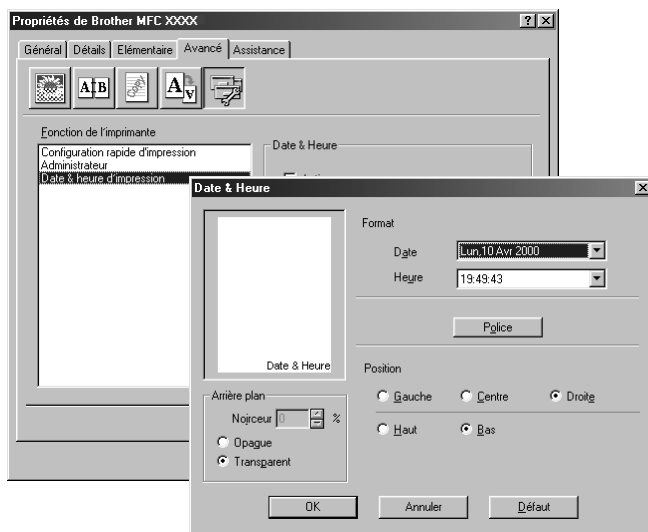 Propriétés de Brother MFC XXXX
Général Détails Elémentaire Avancé Assistance
A B
copy
A A
Fonction de l'imprimante
Configuration rapide d'impression
Administrateur
Date & heure d'impression
Date & Heure
Date & Heure
Date & Heure
Format
Date Lun,10 Avr 2000
Heure 19:49:43
Police
Position
Gauche Centre Droite
Haut Bas
Arrière plan
Noirceur 0 %
Opaque
Transparent
OK Annuler Défaut